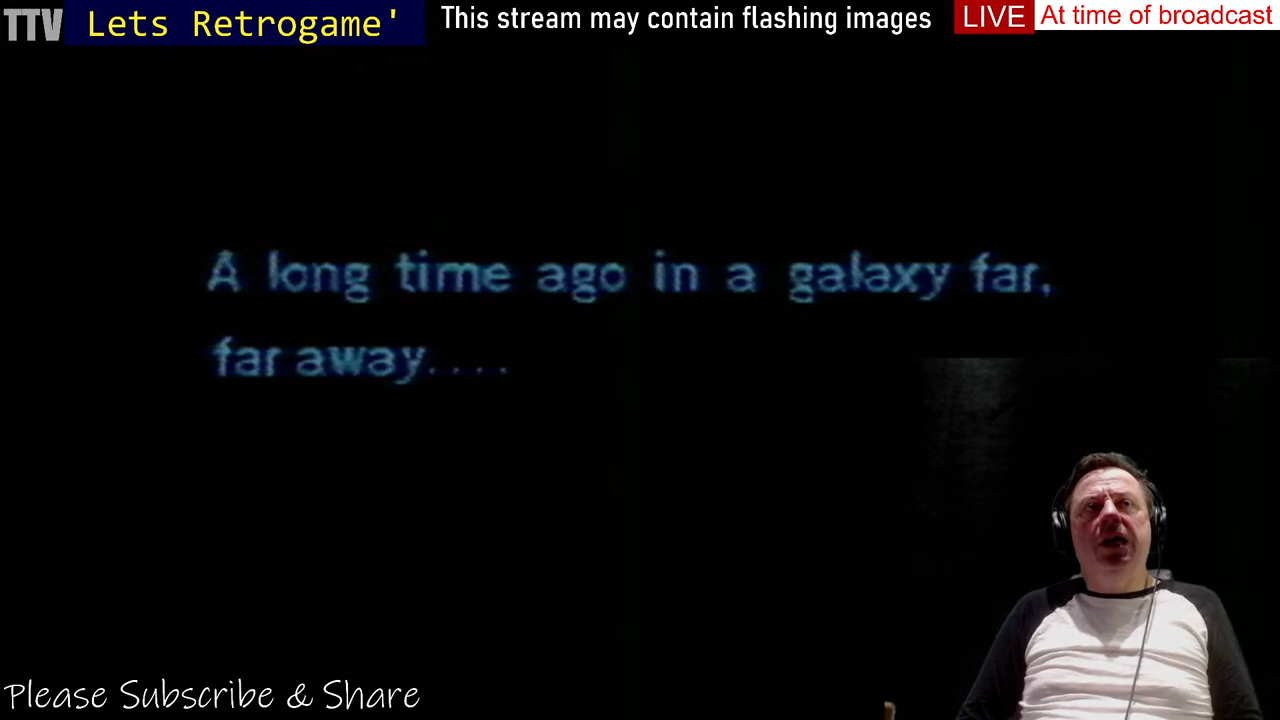 TTV Lets Retrogame' This stream may contain flashing images LIVE At time of broadcast
A long time ago in a galaxy far,
far away....
Please Subscribe & Share